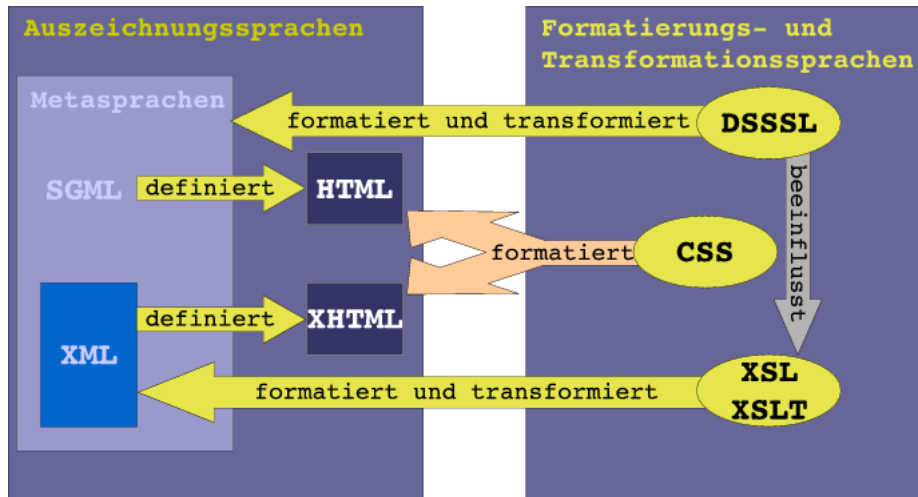 Auszeichnungssprachen
Formatierungs- und
Transformationssprachen
Metasprachen
formatiert und transformiert
DSSSL
SGML
definiert
HTML
beeinflusst
formatiert
CSS
XML
definiert
XHTML
formatiert und transformiert
XSL
XSLT